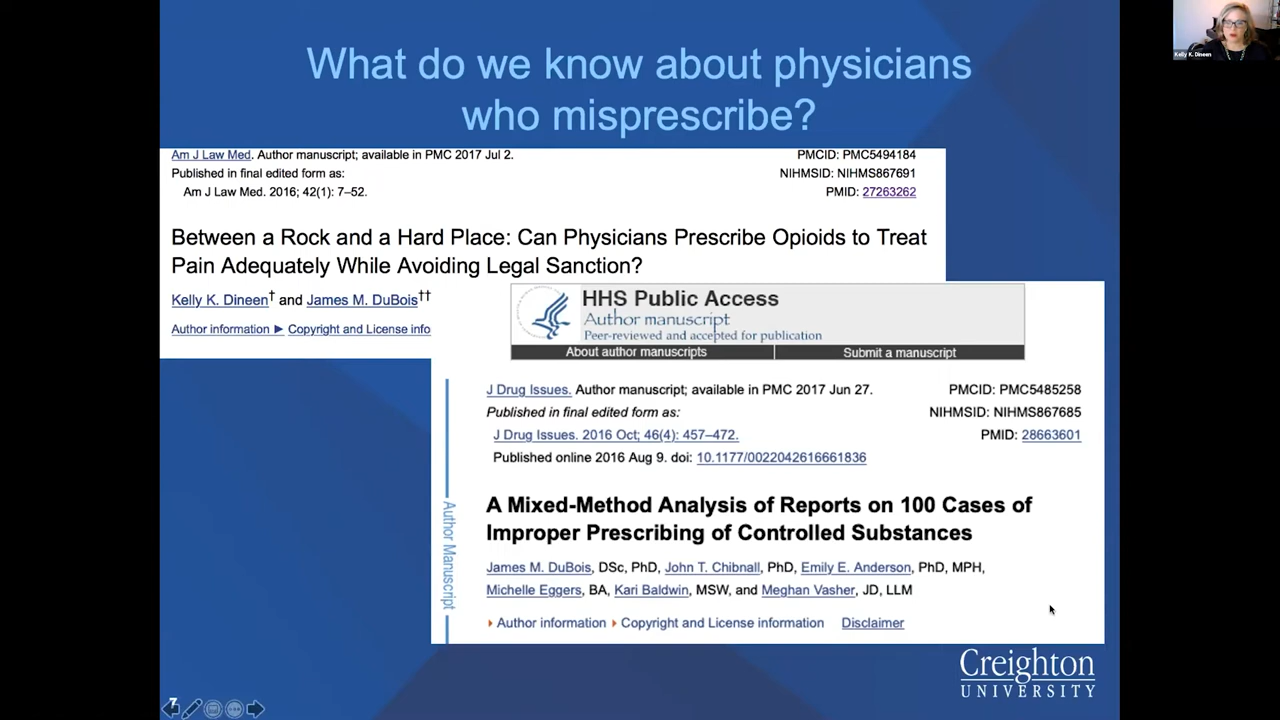 What do we know about physicians
who misprescribe?
Kelly K. Dineen
Am J Law Med. Author manuscript; available in PMC 2017 Jul 2.
PMCID: PMC5494184
Published in final edited form as:
NIHMSID: NIHMS867691
Am J Law Med. 2016; 42(1): 7–52.
PMID: 27263262
Between a Rock and a Hard Place: Can Physicians Prescribe Opioids to Treat
Pain Adequately While Avoiding Legal Sanction?
Kelly K. Dineen† and James M. DuBois††
Author information ► Copyright and License info
HHS Public Access
Author manuscript
Peer-reviewed and accepted for publication
About author manuscripts
Submit a manuscript
J Drug Issues. Author manuscript; available in PMC 2017 Jun 27.
PMCID: PMC5485258
Published in final edited form as:
NIHMSID: NIHMS867685
J Drug Issues. 2016 Oct; 46(4): 457–472.
PMID: 28663601
Published online 2016 Aug 9. doi: 10.1177/0022042616661836
Author Manuscript
A Mixed-Method Analysis of Reports on 100 Cases of
Improper Prescribing of Controlled Substances
James M. DuBois, DSc, PhD, John T. Chibnall, PhD, Emily E. Anderson, PhD, MPH,
Michelle Eggers, BA, Kari Baldwin, MSW, and Meghan Vasher, JD, LLM
Author information Copyright and License information Disclaimer
Creighton
UNIVERSITY
7